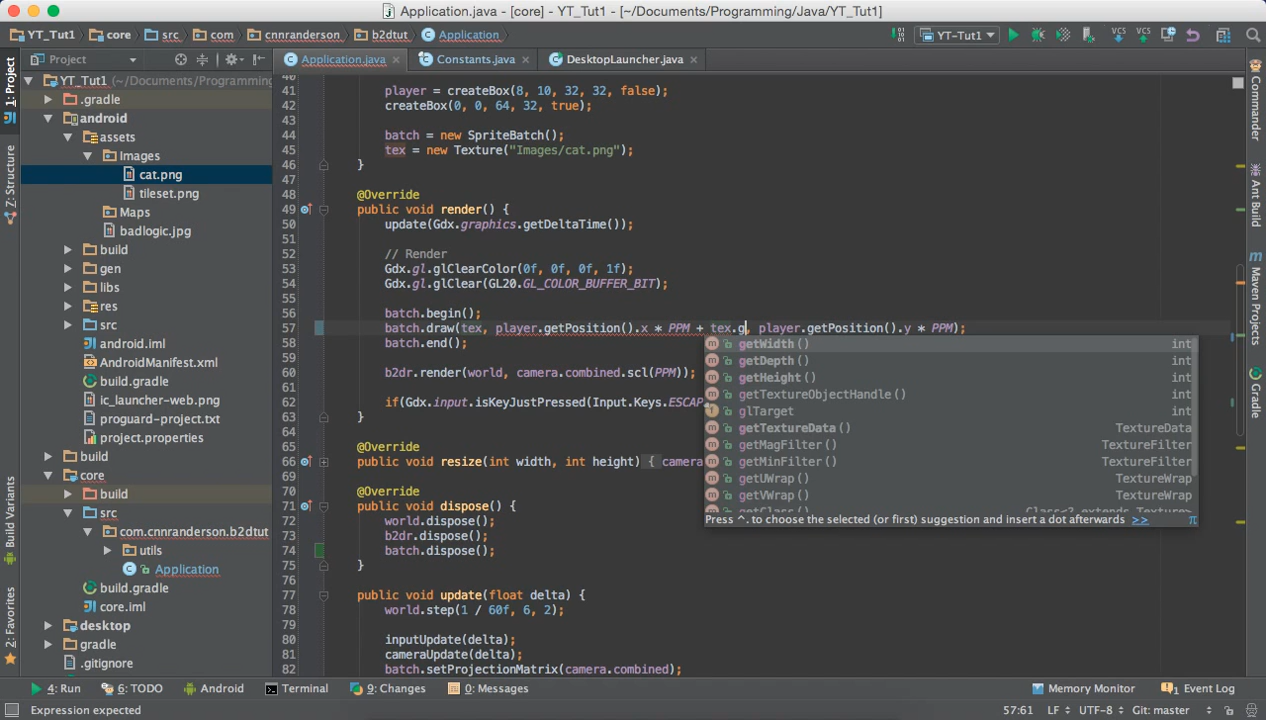 Application.java - [core] - YT_Tut1 - [~/Documents/Programming/Java/YT_Tut1]
YT_Tut1 core src com cnnranderson b2dtut Application YT-Tut1 VCS VCS
Project Application.java Constants.java DesktopLauncher.java
1: Project
Z: Structure
Build Variants
2: Favorites
YT_Tut1 (~/Documents/Programming
.gradle
android
assets
Images
cat.png
tileset.png
Maps
badlogic.jpg
build
gen
libs
res
src
android.iml
AndroidManifest.xml
build.gradle
ic_launcher-web.png
proguard-project.txt
project.properties
build
core
build
src
com.cnnranderson.b2dtut
utils
Application
build.gradle
core.iml
desktop
gradle
.gitignore
40
41 player = createBox(8, 10, 32, 32, false);
42 createBox(0, 0, 64, 32, true);
43
44 batch = new SpriteBatch();
45 tex = new Texture("Images/cat.png");
46 }
47
48 @Override
49 public void render() {
50 update(Gdx.graphics.getDeltaTime());
51
52 // Render
53 Gdx.gl.glClearColor(0f, 0f, 0f, 1f);
54 Gdx.gl.glClear(GL20.GL_COLOR_BUFFER_BIT);
55
56 batch.begin();
57 batch.draw(tex, player.getPosition().x * PPM + tex.g, player.getPosition().y * PPM);
58 batch.end();
59
60 b2dr.render(world, camera.combined.scl(PPM));
61
62 if(Gdx.input.isKeyJustPressed(Input.Keys.ESCAP
63 }
64
65 @Override
66 public void resize(int width, int height) { camera
69
70 @Override
71 public void dispose() {
72 world.dispose();
73 b2dr.dispose();
74 batch.dispose();
75 }
76
77 public void update(float delta) {
78 world.step(1 / 60f, 6, 2);
79
80 inputUpdate(delta);
81 cameraUpdate(delta);
82 batch.setProjectionMatrix(camera.combined);
getWidth() int
getDepth() int
getHeight() int
getTextureObjectHandle() int
glTarget int
getTextureData() TextureData
getMagFilter() TextureFilter
getMinFilter() TextureFilter
getUWrap() TextureWrap
getVWrap() TextureWrap
getClass() Class<? extends Texture>
Press ^. to choose the selected (or first) suggestion and insert a dot afterwards >> π
Commander
Ant Build
Maven Projects
Gradle
4: Run 6: TODO Android Terminal 9: Changes 0: Messages Memory Monitor 1 Event Log
Expression expected 57:61 LF UTF-8 Git: master